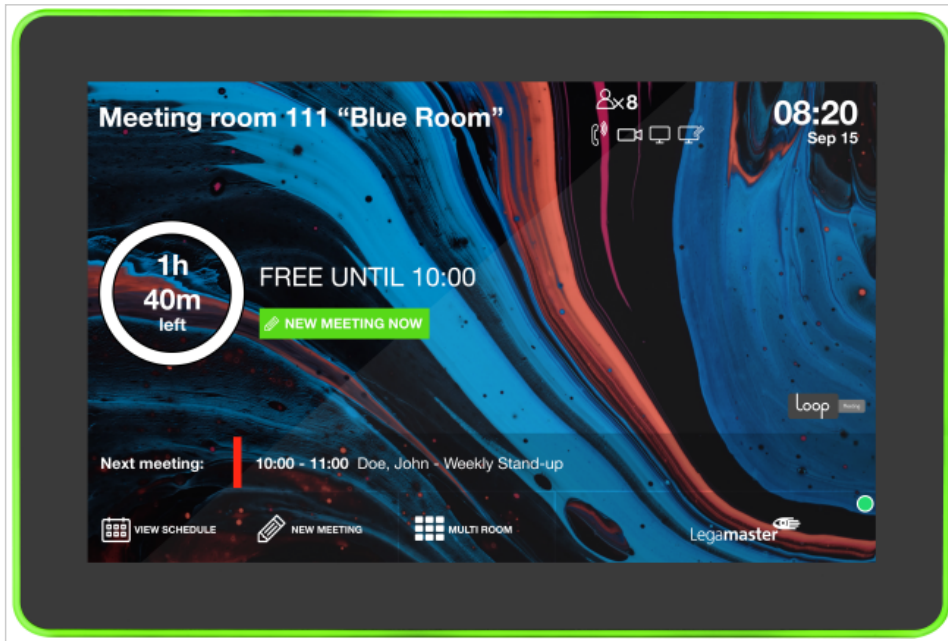 Meeting room 111 “Blue Room”
x8
08:20
Sep 15
1h
40m
left
FREE UNTIL 10:00
NEW MEETING NOW
Loop
Next meeting:
10:00 - 11:00 Doe, John - Weekly Stand-up
VIEW SCHEDULE
NEW MEETING
MULTI ROOM
Legamaster